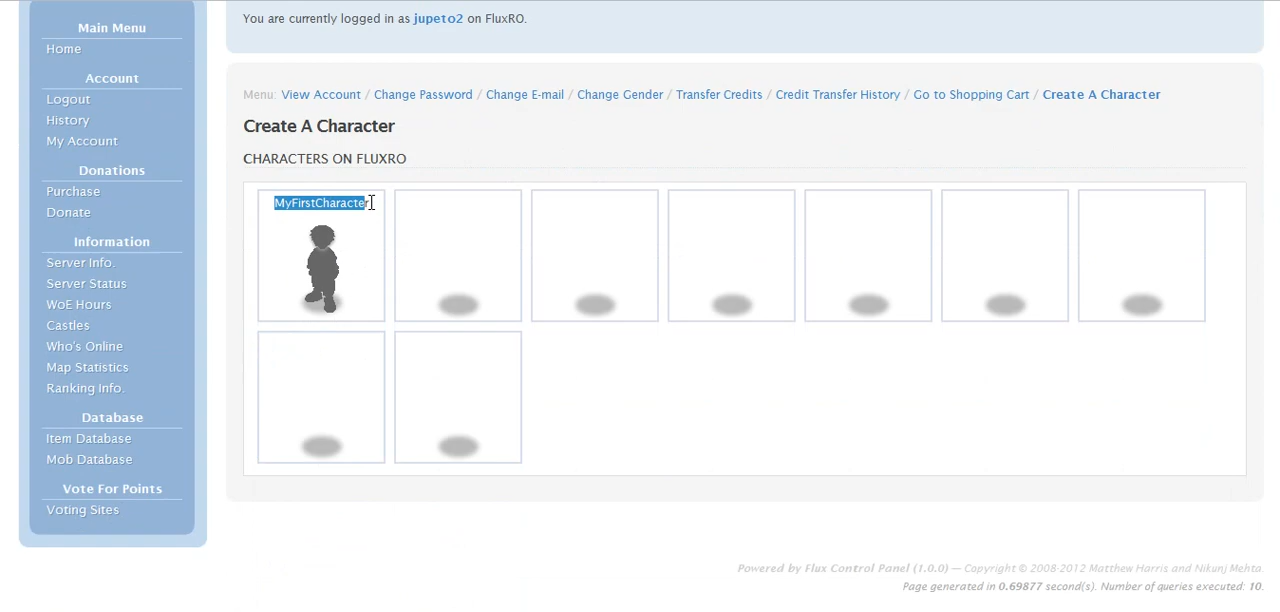 Main Menu
Home
Account
Logout
History
My Account
Donations
Purchase
Donate
Information
Server Info.
Server Status
WoE Hours
Castles
Who's Online
Map Statistics
Ranking Info.
Database
Item Database
Mob Database
Vote For Points
Voting Sites
You are currently logged in as jupeto2 on FluxRO.
Menu: View Account / Change Password / Change E-mail / Change Gender / Transfer Credits / Credit Transfer History / Go to Shopping Cart / Create A Character
Create A Character
CHARACTERS ON FLUXRO
MyFirstCharacter
Powered by Flux Control Panel (1.0.0) — Copyright © 2008-2012 Matthew Harris and Nikunj Mehta.
Page generated in 0.69877 second(s). Number of queries executed: 10.